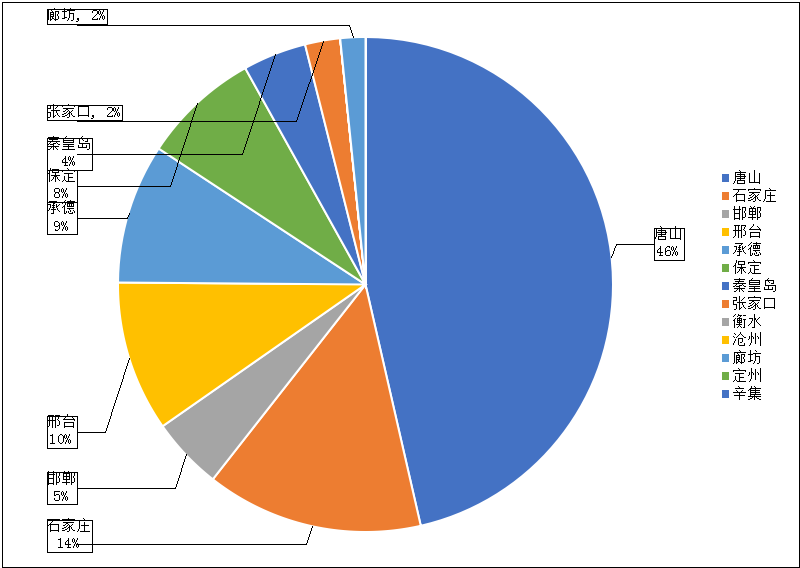 廊坊, 2%
张家口, 2%
秦皇岛
4%
保定
8%
承德
9%
邢台
10%
邯郸
5%
石家庄
14%
唐山
46%
唐山
石家庄
邯郸
邢台
承德
保定
秦皇岛
张家口
衡水
沧州
廊坊
定州
辛集